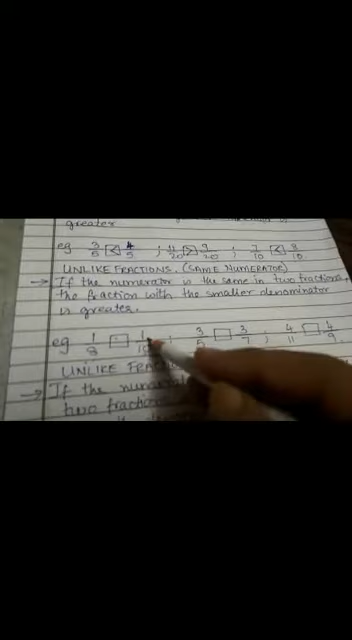 greater
eg 3/5 < 4/5 ; 11/20 > 9/20 ; 7/10 < 8/10.
UNLIKE FRACTIONS. (SAME NUMERATOR)
→ If the numerator is the same in two fractions,
the fraction with the smaller denominator
is greater.
eg 1/8 □ 1/10 ; 3/5 □ 3/7 ; 4/11 □ 4/9.
UNLIKE
→ If the
two